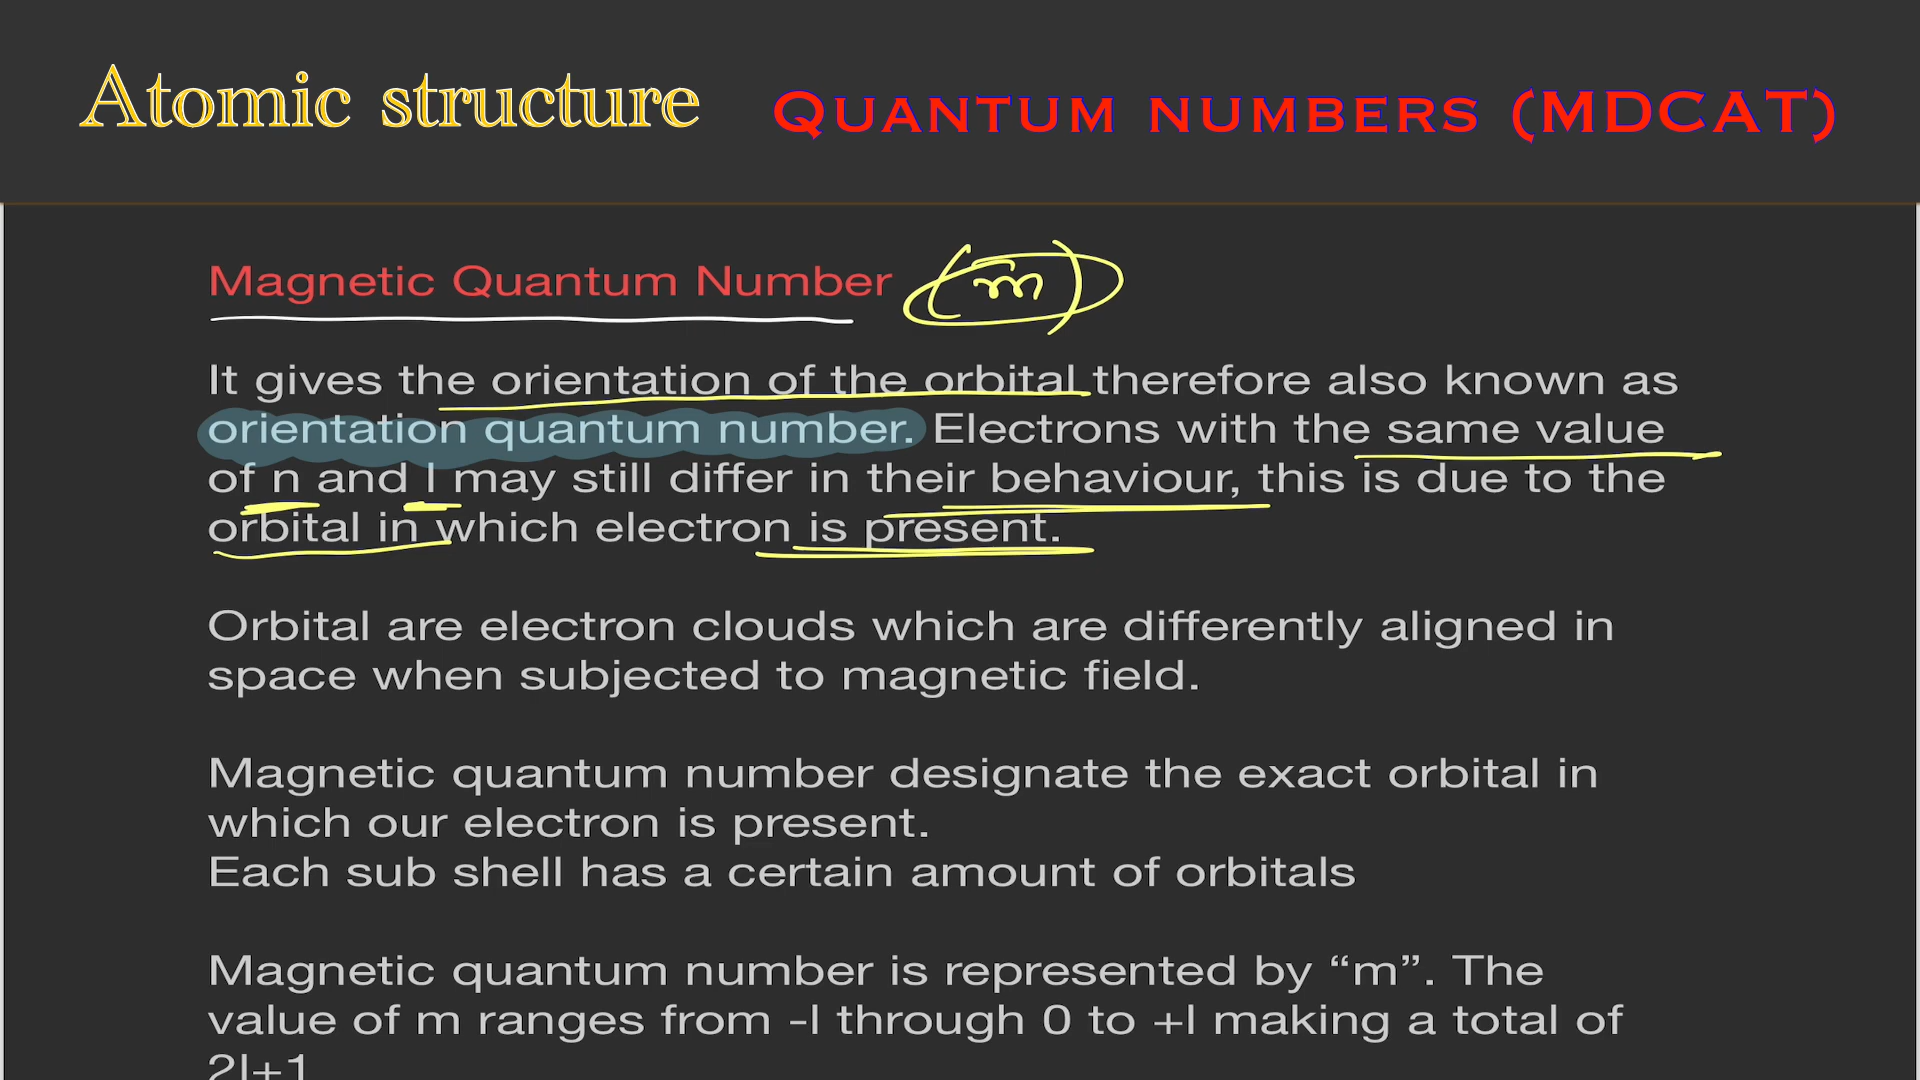 Atomic structure QUANTUM NUMBERS (MDCAT)
Magnetic Quantum Number (m)
It gives the orientation of the orbital therefore also known as
orientation quantum number. Electrons with the same value
of n and l may still differ in their behaviour, this is due to the
orbital in which electron is present.
Orbital are electron clouds which are differently aligned in
space when subjected to magnetic field.
Magnetic quantum number designate the exact orbital in
which our electron is present.
Each sub shell has a certain amount of orbitals
Magnetic quantum number is represented by “m”. The
value of m ranges from -l through 0 to +l making a total of
2l+1